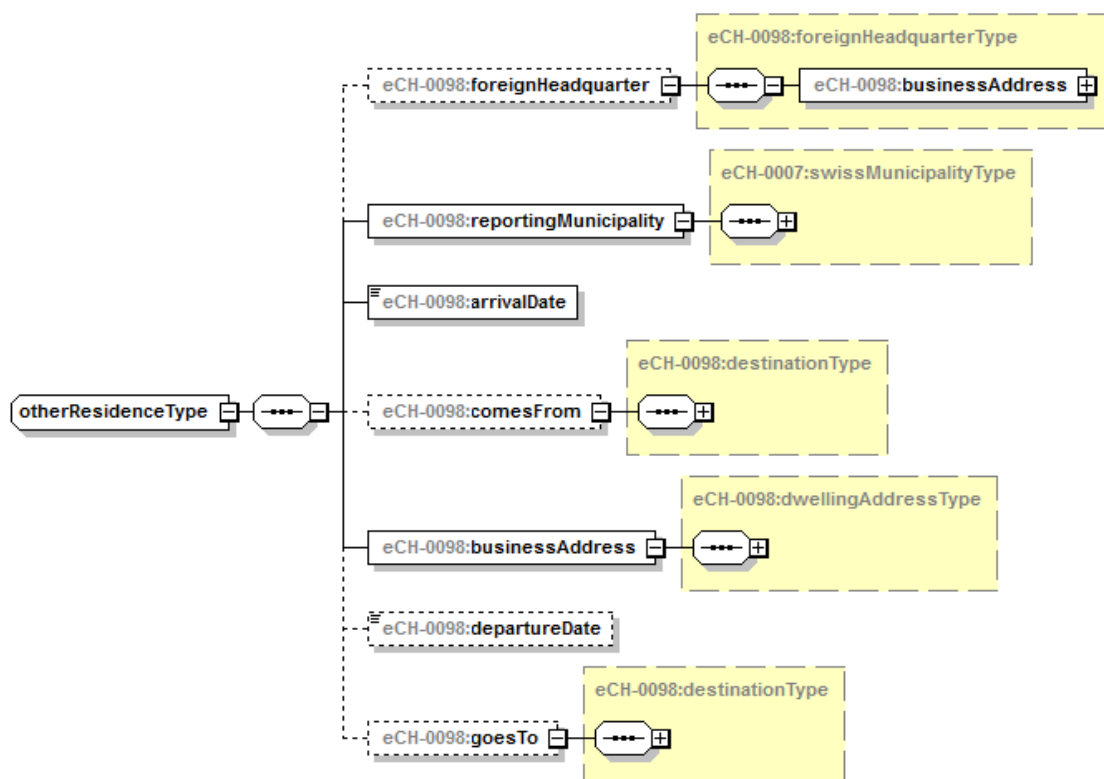 eCH-0098:foreignHeadquarterType
eCH-0098:foreignHeadquarter
eCH-0098:businessAddress
eCH-0007:swissMunicipalityType
eCH-0098:reportingMunicipality
eCH-0098:arrivalDate
eCH-0098:destinationType
otherResidenceType
eCH-0098:comesFrom
eCH-0098:dwellingAddressType
eCH-0098:businessAddress
eCH-0098:departureDate
eCH-0098:destinationType
eCH-0098:goesTo